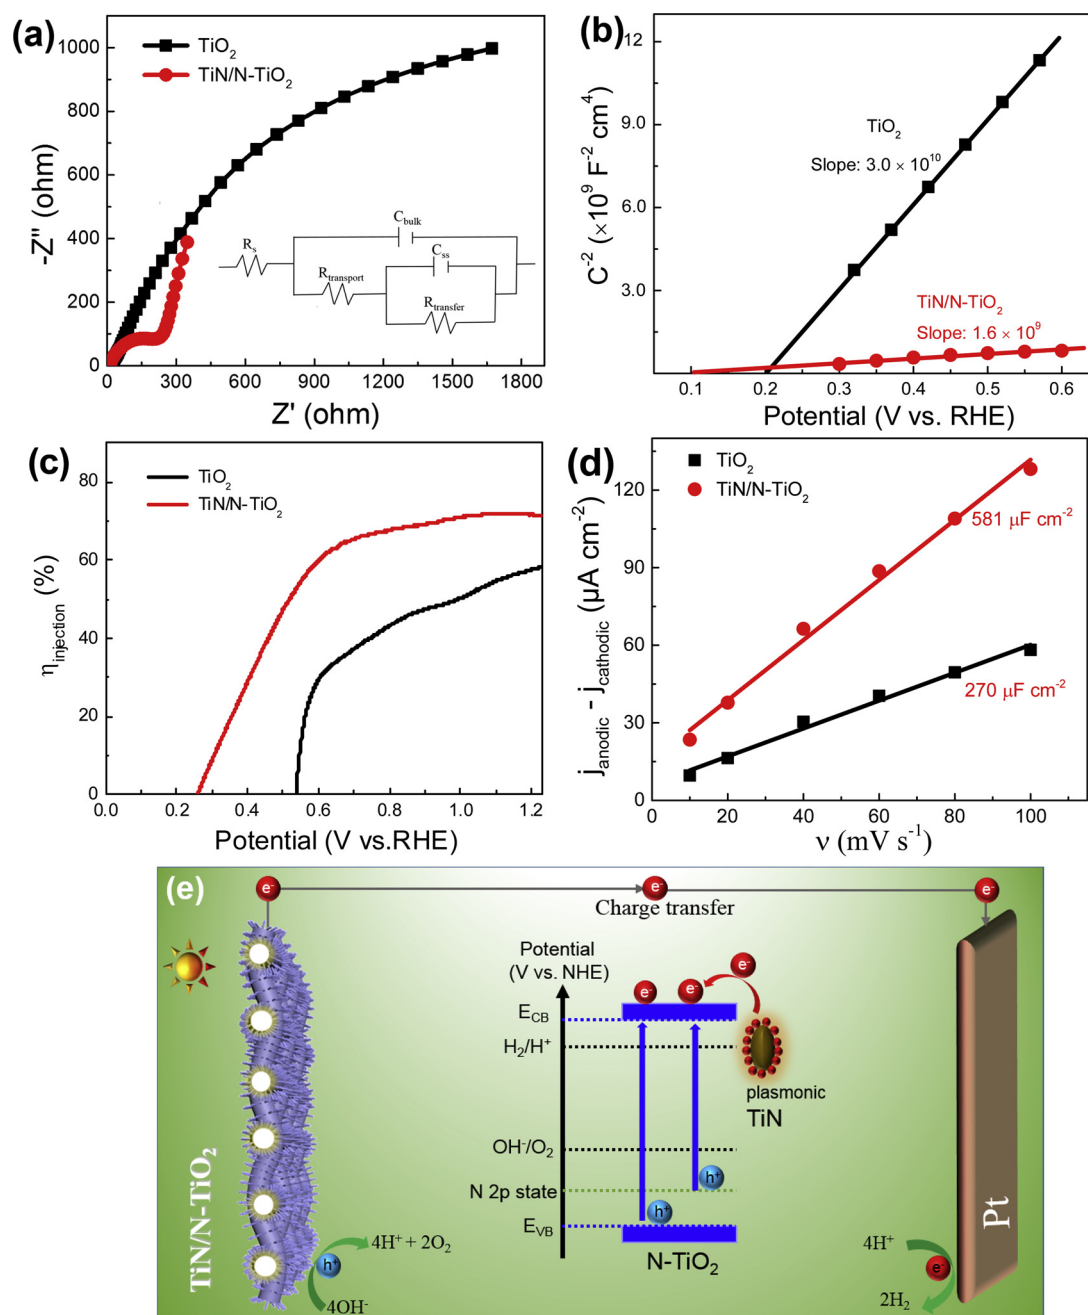 (a)
TiO2
TiN/N-TiO2
1000
800
600
400
200
0
-Z'' (ohm)
Rs
Cbulk
Rtransport
Css
Rtransfer
0 300 600 900 1200 1500 1800
Z' (ohm)
(b)
12
9.0
6.0
3.0
C-2 (×10^9 F-2 cm4)
TiO2
Slope: 3.0 × 10^10
TiN/N-TiO2
Slope: 1.6 × 10^9
0.1 0.2 0.3 0.4 0.5 0.6
Potential (V vs. RHE)
(c)
TiO2
TiN/N-TiO2
80
60
40
20
0
ηinjection (%)
0.0 0.2 0.4 0.6 0.8 1.0 1.2
Potential (V vs.RHE)
(d)
TiO2
TiN/N-TiO2
120
90
60
30
0
janodic - jcathodic (µA cm-2)
581 µF cm-2
270 µF cm-2
0 20 40 60 80 100
ν (mV s-1)
(e)
e-
e-
e-
Charge transfer
Potential
(V vs. NHE)
e-
e-
e-
ECB
H2/H+
plasmonic
TiN
OH-/O2
N 2p state
h+
h+
EVB
N-TiO2
TiN/N-TiO2
4H+ + 2O2
h+
4OH-
Pt
4H+
e-
2H2